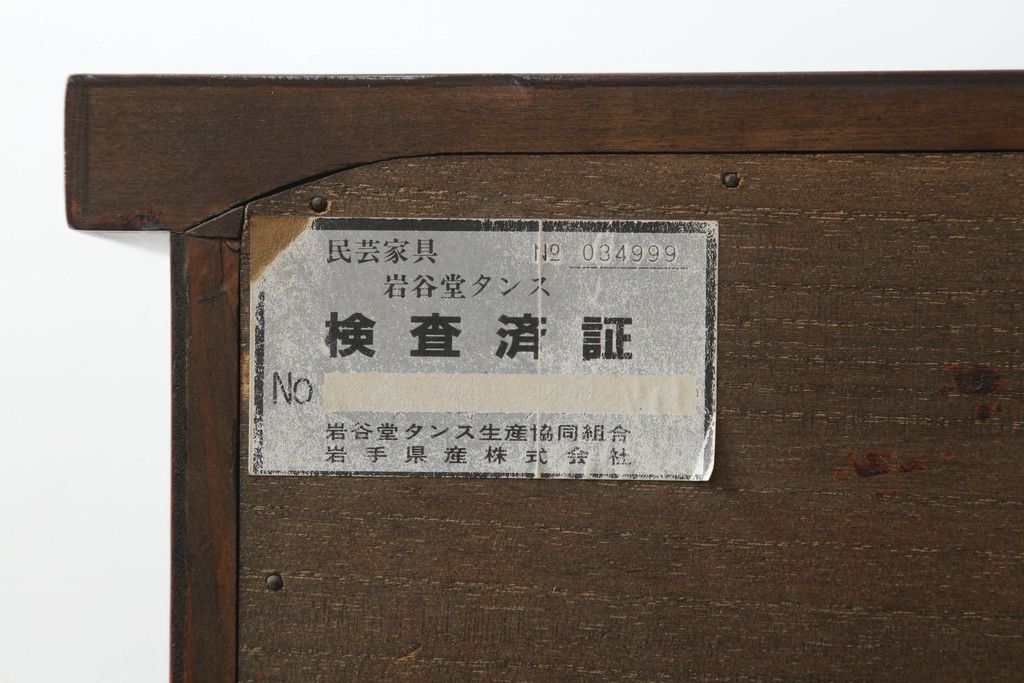 民芸家具 № 034999
岩谷堂タンス
検査済証
No
岩谷堂タンス生産協同組合
岩手県産株式会社